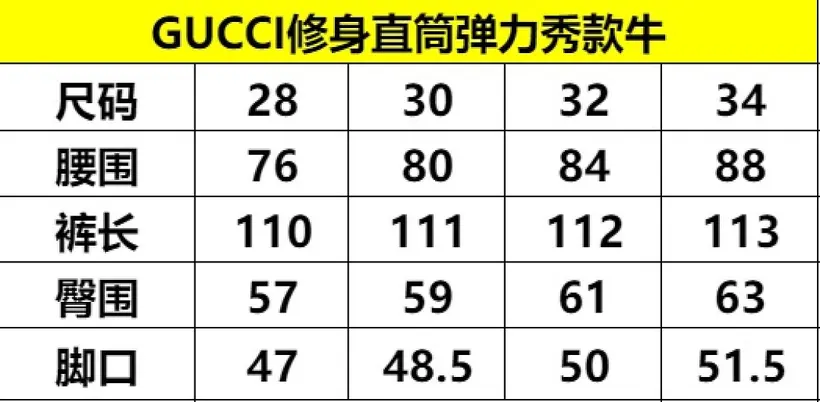 GUCCI修身直筒弹力秀款牛
尺码 28 30 32 34
腰围 76 80 84 88
裤长 110 111 112 113
臀围 57 59 61 63
脚口 47 48.5 50 51.5